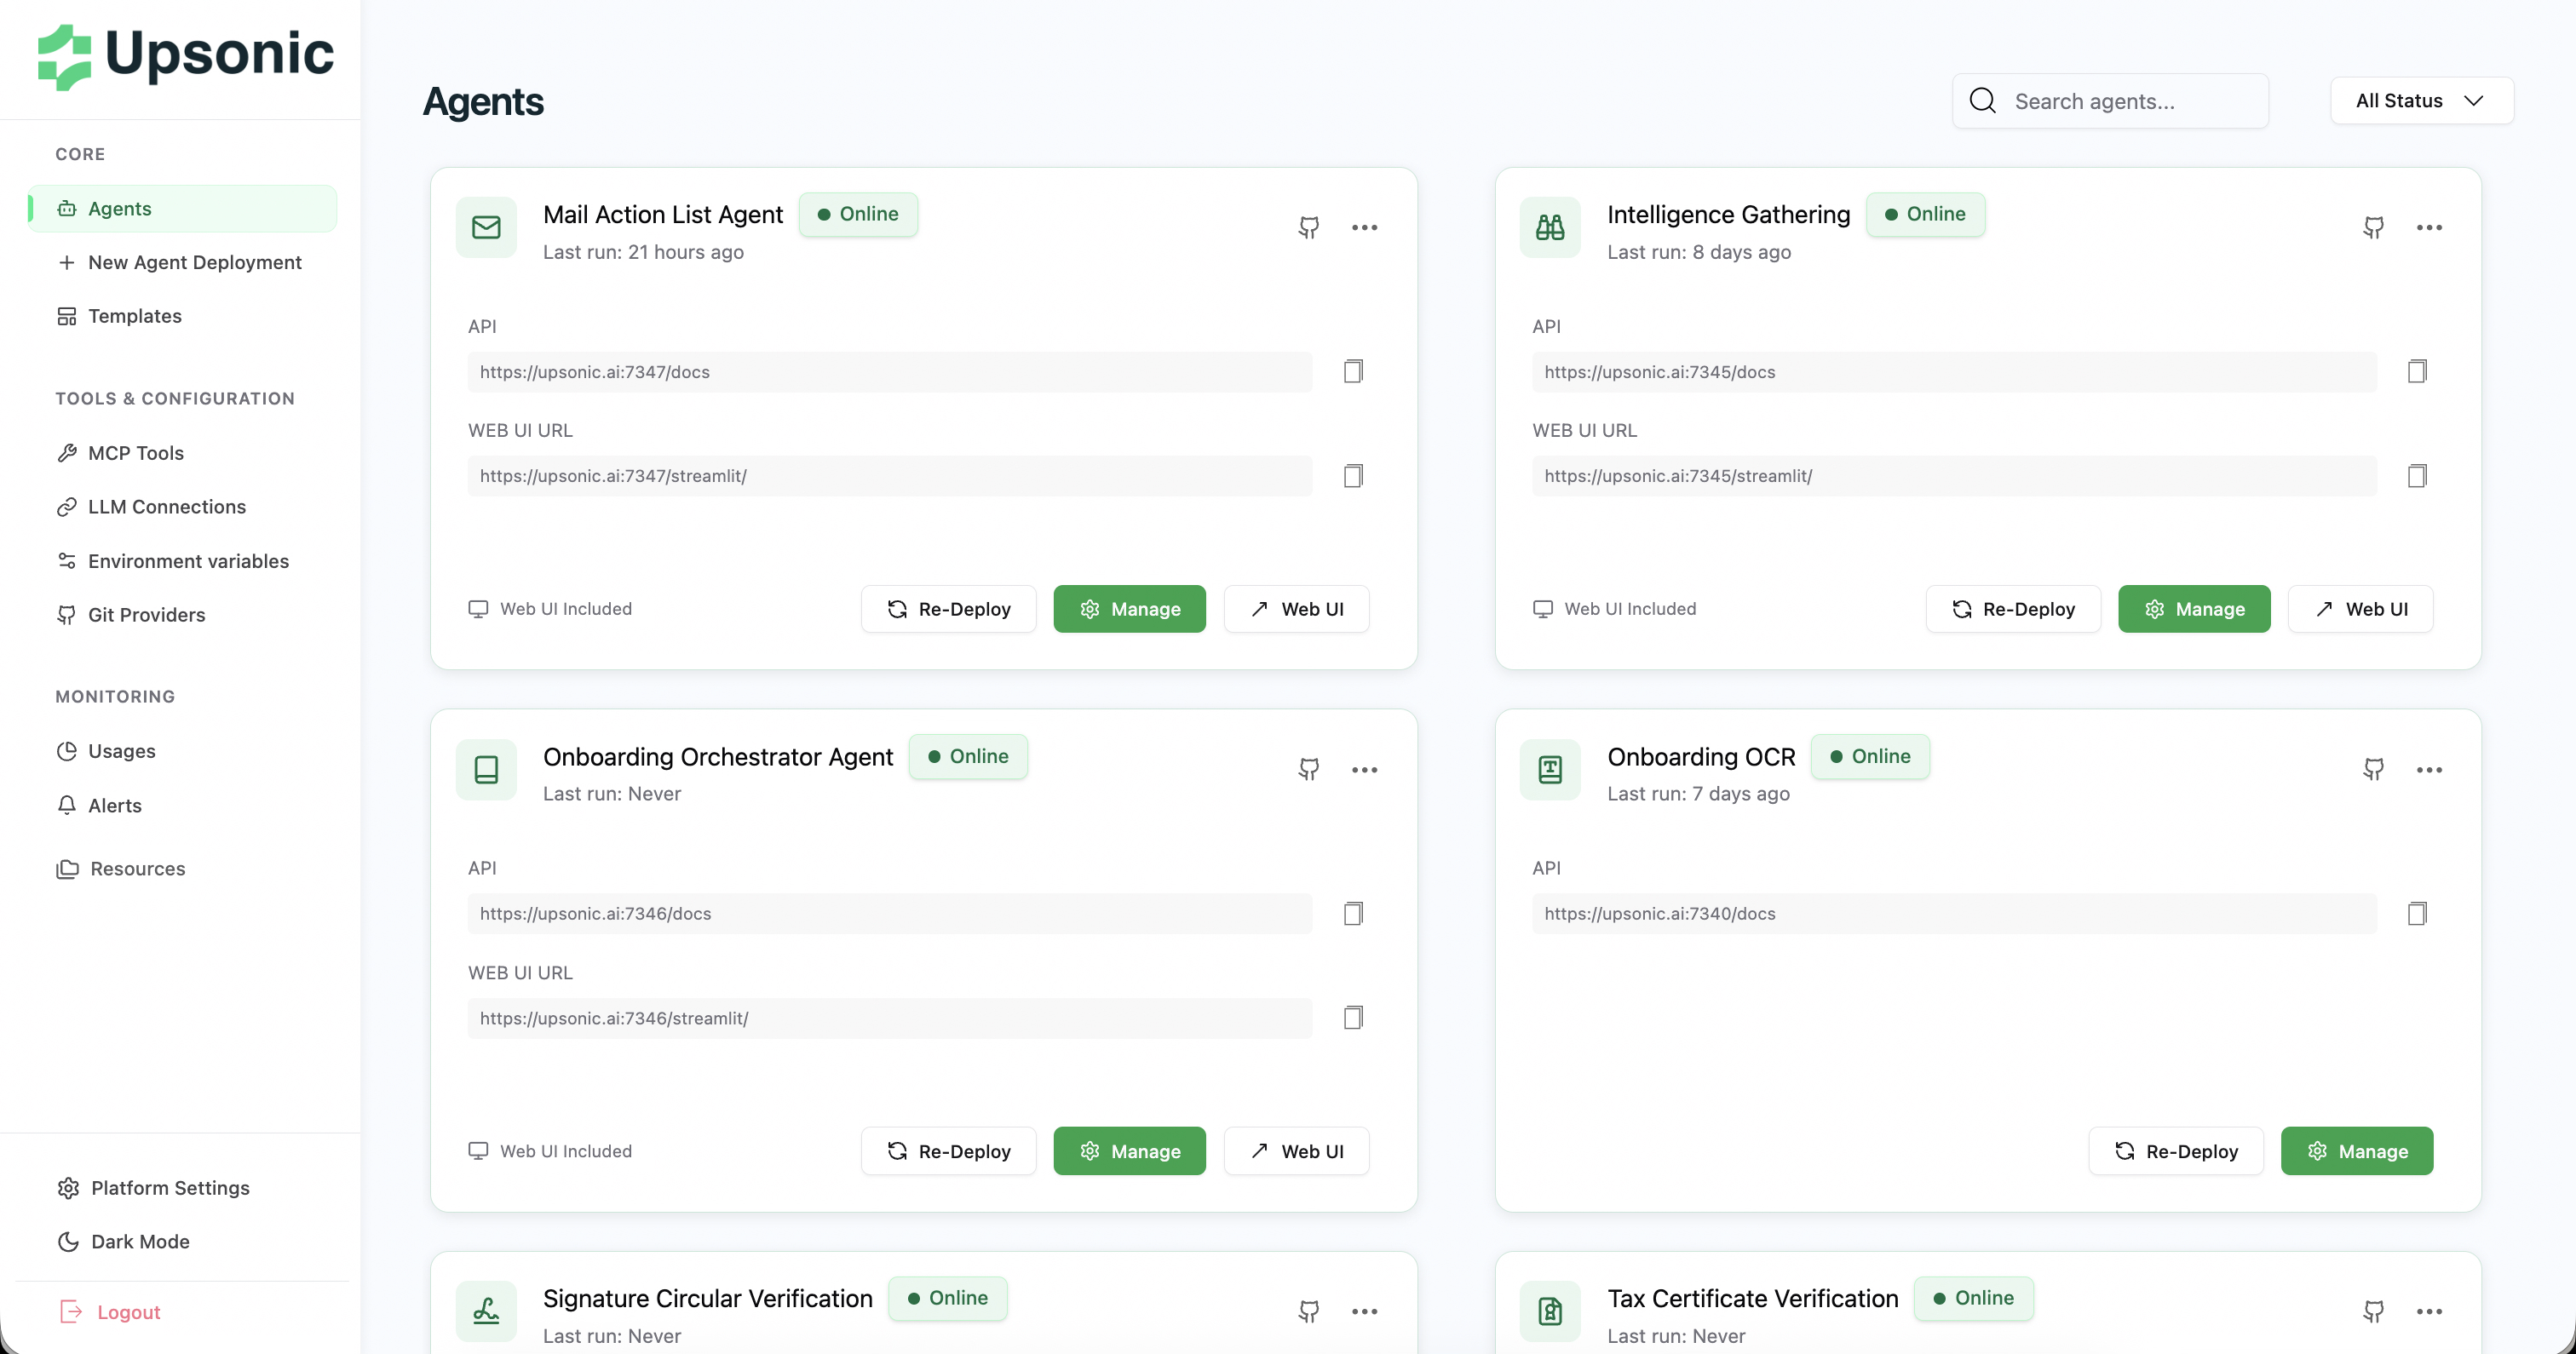 Upsonic
CORE
Agents
New Agent Deployment
Templates
TOOLS & CONFIGURATION
MCP Tools
LLM Connections
Environment variables
Git Providers
MONITORING
Usages
Alerts
Resources
Platform Settings
Dark Mode
Logout
Agents
Search agents...
All Status
Mail Action List Agent
Online
Last run: 21 hours ago
API
https://upsonic.ai:7347/docs
WEB UI URL
https://upsonic.ai:7347/streamlit/
Web UI Included
Re-Deploy
Manage
Web UI
Intelligence Gathering
Online
Last run: 8 days ago
API
https://upsonic.ai:7345/docs
WEB UI URL
https://upsonic.ai:7345/streamlit/
Web UI Included
Re-Deploy
Manage
Web UI
Onboarding Orchestrator Agent
Online
Last run: Never
API
https://upsonic.ai:7346/docs
WEB UI URL
https://upsonic.ai:7346/streamlit/
Web UI Included
Re-Deploy
Manage
Web UI
Onboarding OCR
Online
Last run: 7 days ago
API
https://upsonic.ai:7340/docs
Re-Deploy
Manage
Signature Circular Verification
Online
Last run: Never
Tax Certificate Verification
Online
Last run: Never